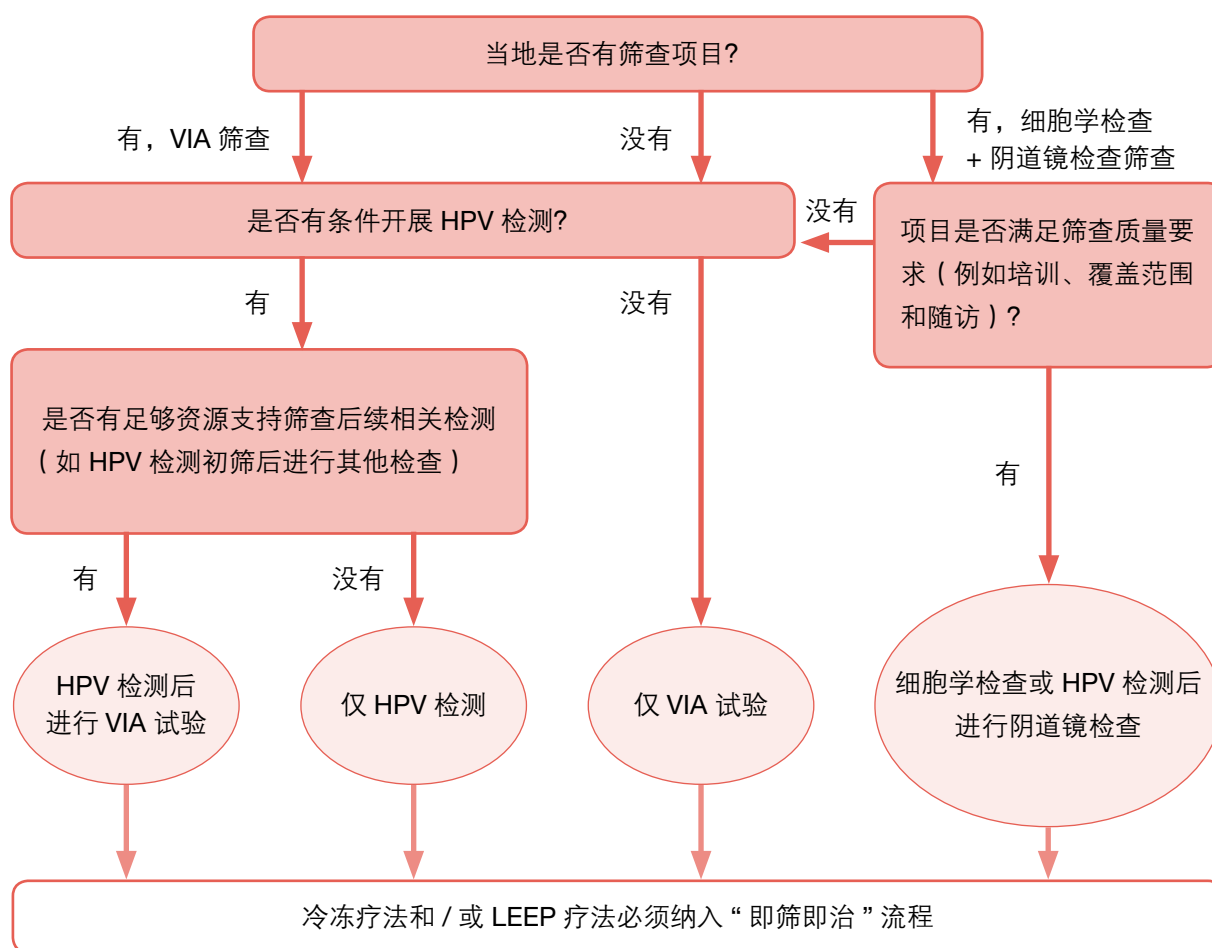 当地是否有筛查项目？
有，VIA 筛查
没有
有，细胞学检查
+ 阴道镜检查筛查
是否有条件开展 HPV 检测？
没有
项目是否满足筛查质量要
求（例如培训、覆盖范围
和随访）？
有
没有
是否有足够资源支持筛查后续相关检测
（如 HPV 检测初筛后进行其他检查）
有
有
没有
HPV 检测后
进行 VIA 试验
仅 HPV 检测
仅 VIA 试验
细胞学检查或 HPV 检测后
进行阴道镜检查
冷冻疗法和 / 或 LEEP 疗法必须纳入 “ 即筛即治 ” 流程